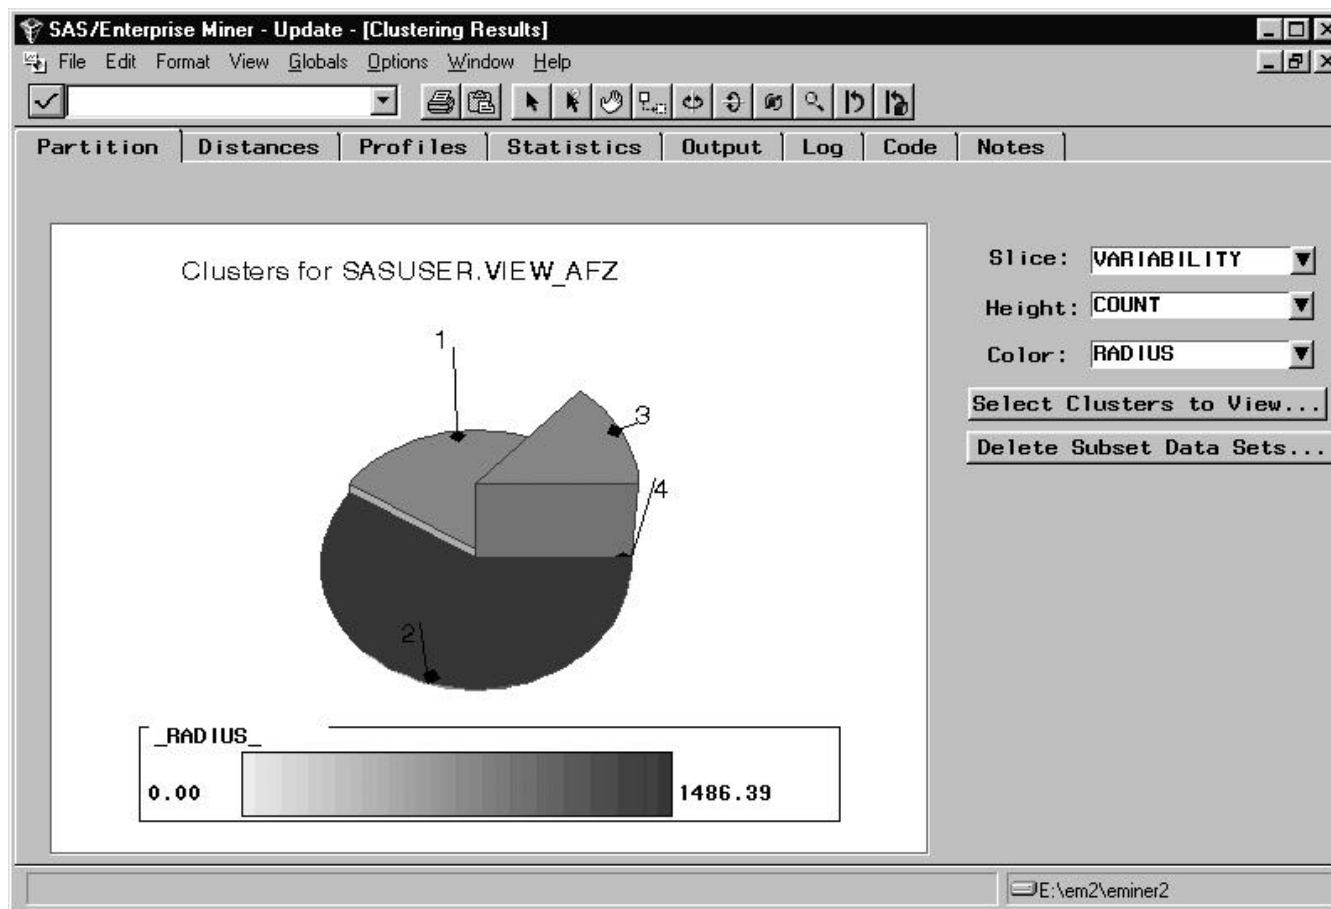 SAS/Enterprise Miner - Update - [Clustering Results]
File Edit Format View Globals Options Window Help
Partition Distances Profiles Statistics Output Log Code Notes
Clusters for SASUSER.VIEW_AFZ
Slice: VARIABILITY
Height: COUNT
Color: RADIUS
Select Clusters to View...
Delete Subset Data Sets...
1
3
4
2
_RADIUS_
0.00 1486.39
E:\em2\eminer2